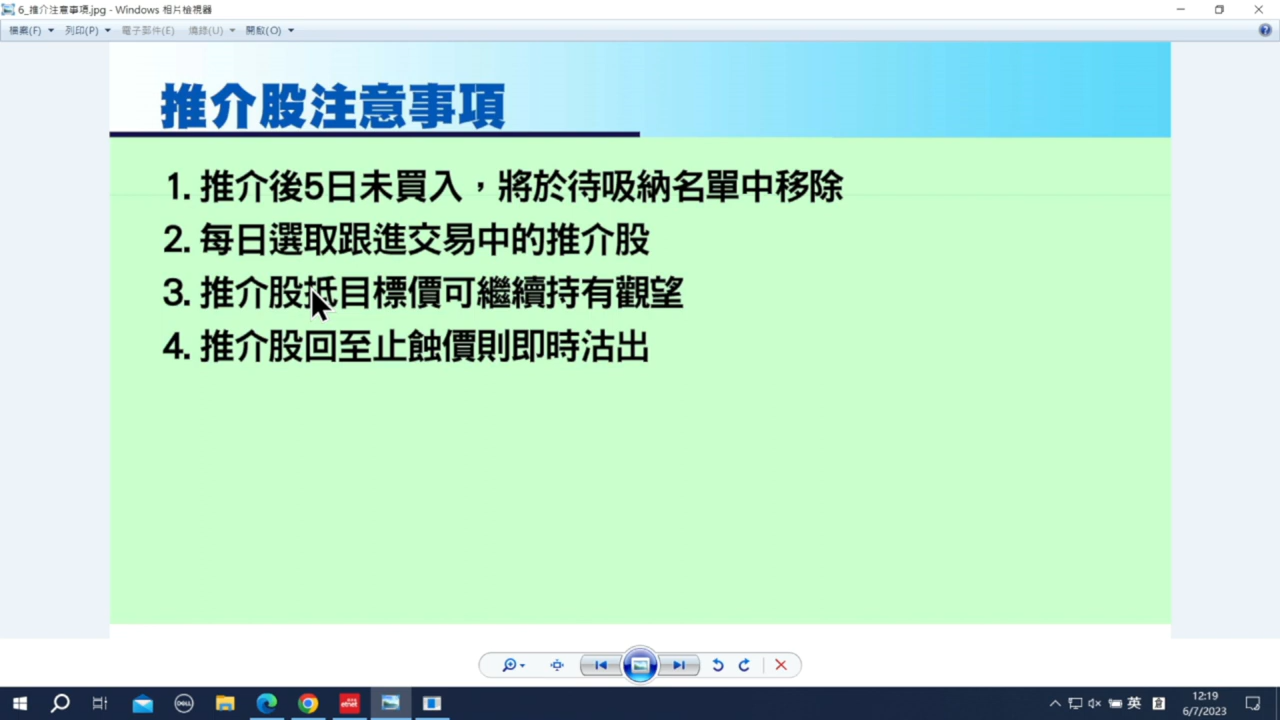 6_推介注意事項.jpg - Windows 相片檢視器
檔案(F) 列印(P) 電子郵件(E) 燒錄(U) 開啟(O)
推介股注意事項
1. 推介後5日未買入，將於待吸納名單中移除
2. 每日選取跟進交易中的推介股
3. 推介股抵目標價可繼續持有觀望
4. 推介股回至止蝕價則即時沽出
DELL
etnet
英
12:19
6/7/2023